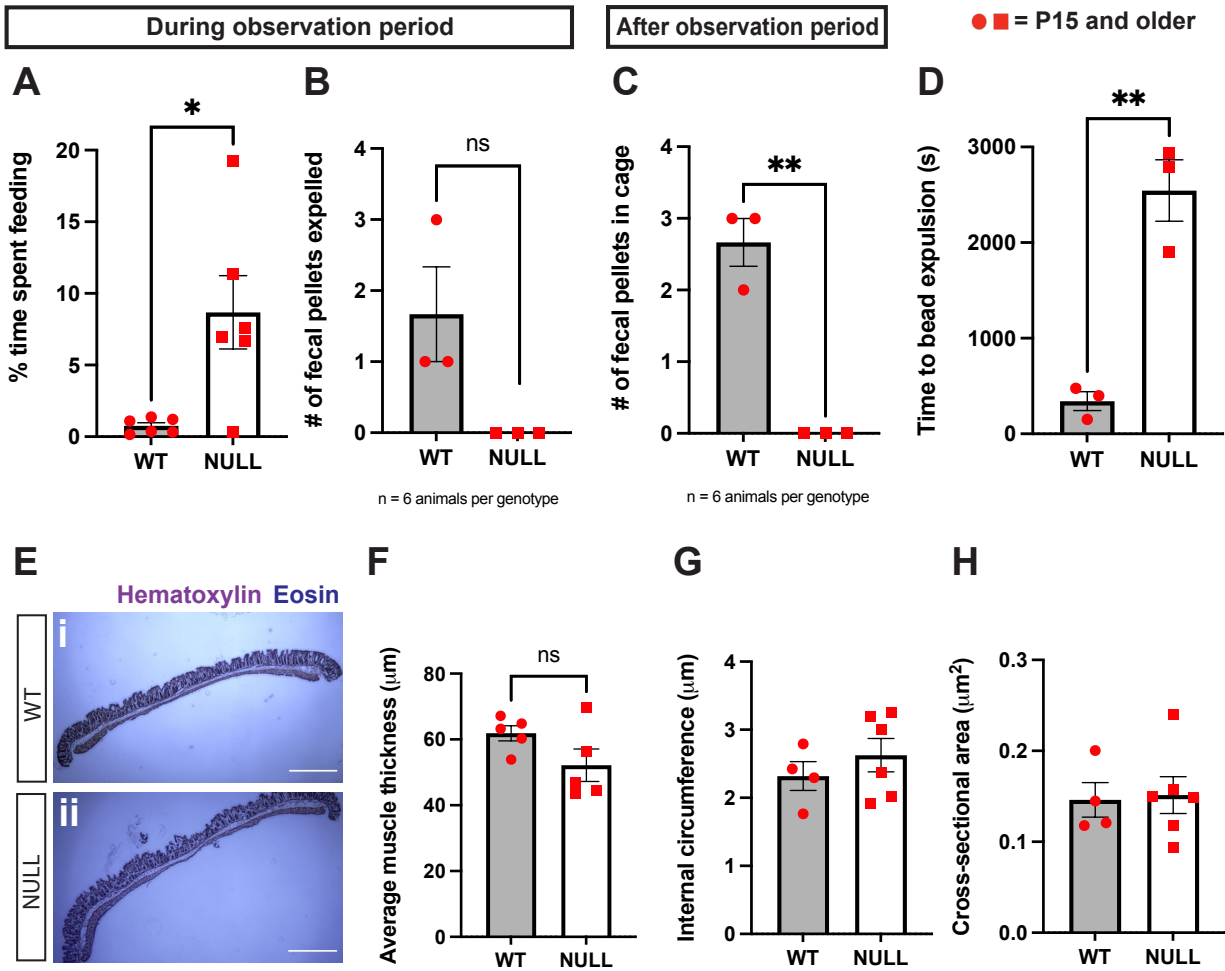 During observation period
After observation period
= P15 and older
A
B
C
D
*
ns
**
**
% time spent feeding
20
15
10
5
0
WT
NULL
# of fecal pellets expelled
4
3
2
1
0
WT
NULL
n = 6 animals per genotype
# of fecal pellets in cage
4
3
2
1
0
WT
NULL
n = 6 animals per genotype
Time to bead expulsion (s)
3000
2000
1000
0
WT
NULL
E
Hematoxylin Eosin
WT
i
NULL
ii
F
ns
Average muscle thickness (µm)
80
60
40
20
0
WT
NULL
G
Internal circumference (µm)
4
3
2
1
0
WT
NULL
H
Cross-sectional area (µm²)
0.3
0.2
0.1
0.0
WT
NULL